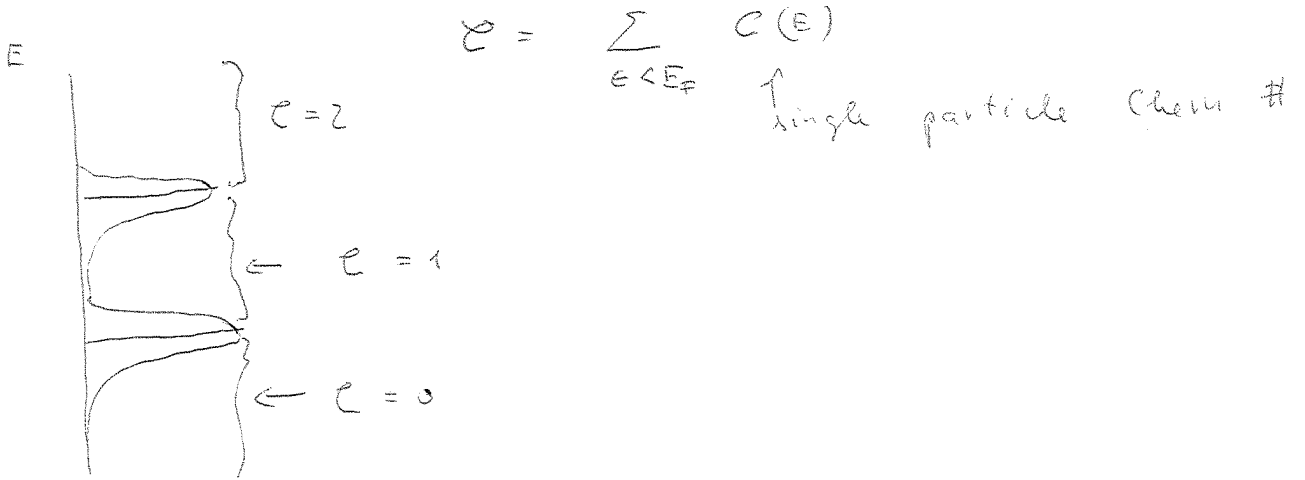 C = Σ C(E)
E<E_F
single particle Chern #
E
C = 2
← C = 1
← C = 0